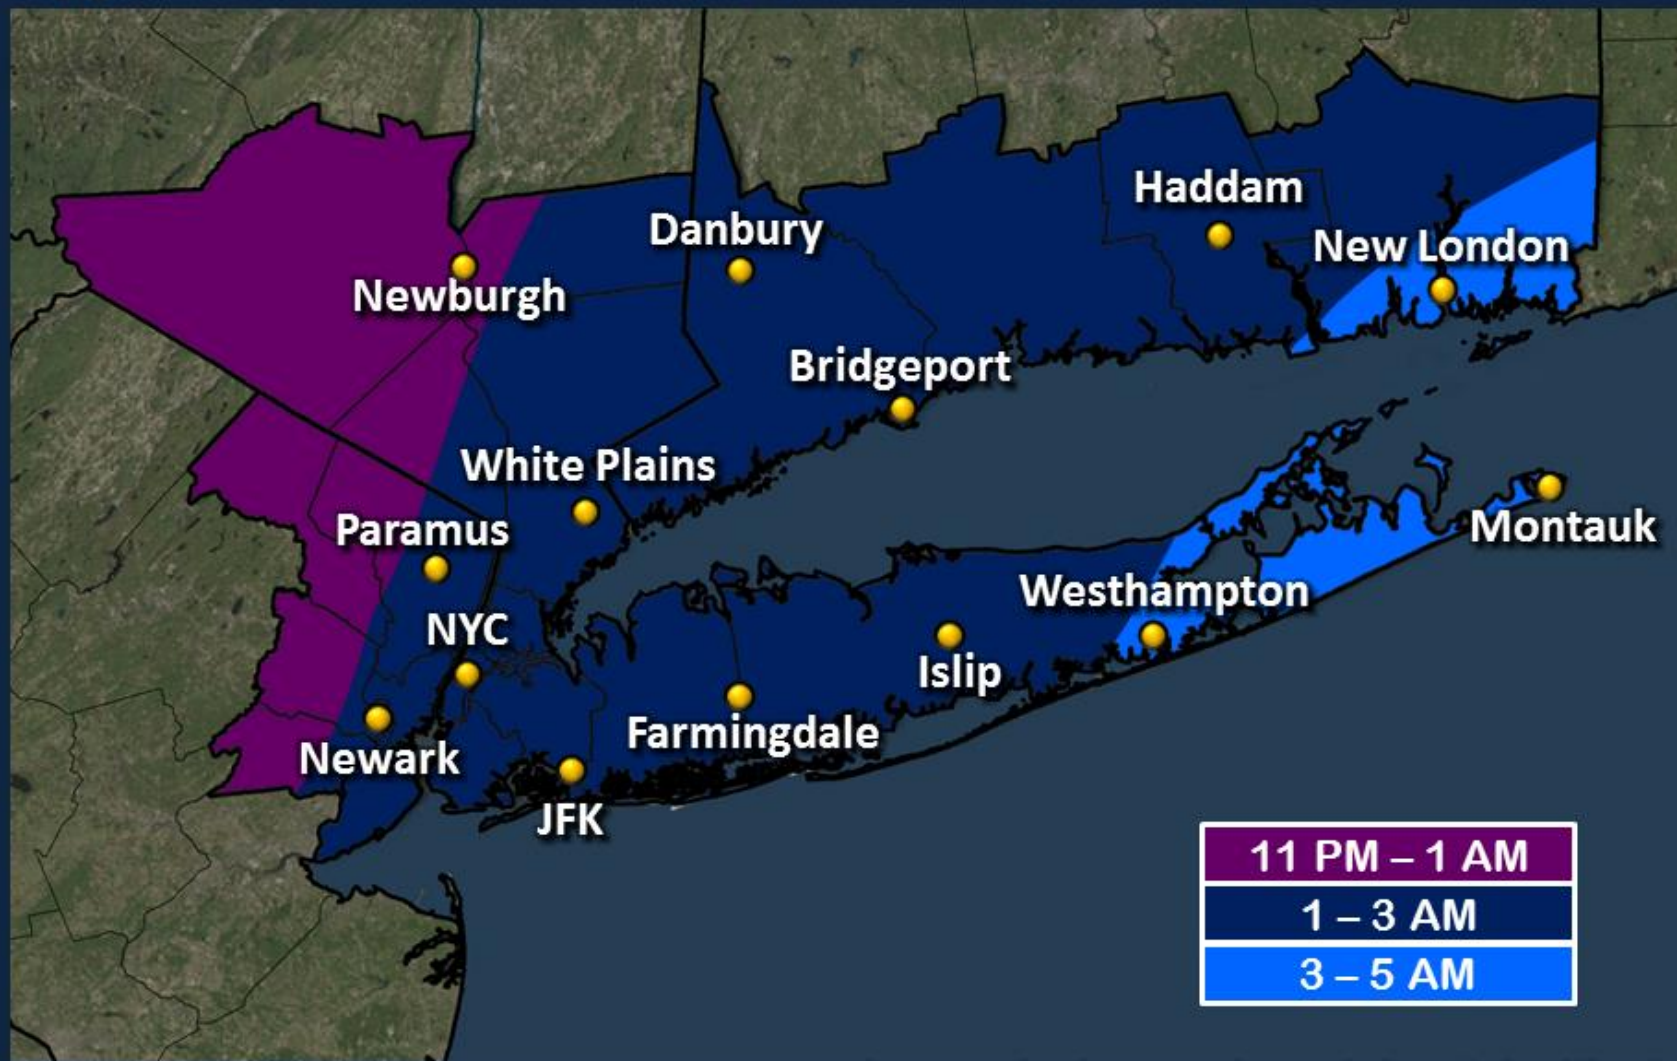 Haddam
Danbury
New London
Newburgh
Bridgeport
White Plains
Montauk
Paramus
Westhampton
NYC
Islip
Farmingdale
Newark
JFK
11 PM – 1 AM
1 – 3 AM
3 – 5 AM